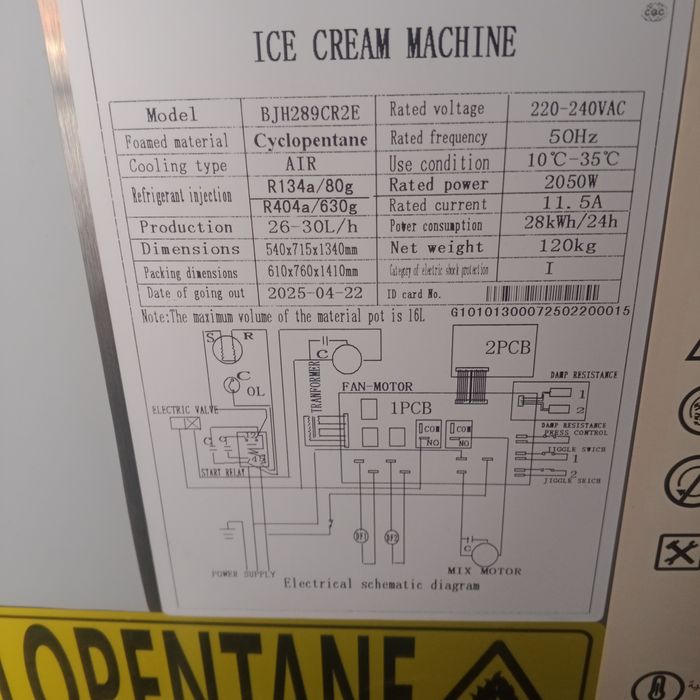 CQC
ICE CREAM MACHINE
Model BJH289CR2E Rated voltage 220-240VAC
Foamed material Cyclopentane Rated frequency 50Hz
Cooling type AIR Use condition 10℃-35℃
Refrigerant injection R134a/80g Rated power 2050W
R404a/630g Rated current 11.5A
Production 26-30L/h Power consumption 28kWh/24h
Dimensions 540x715x1340mm Net weight 120kg
Packing dimensions 610x760x1410mm Category of electric shock protection I
Date of going out 2025-04-22 ID card No.
Note:The maximum volume of the material pot is 16L G10101300072502200015
S R
C
OL
C
TRANFORMER
FAN-MOTOR
2PCB
DAMP RESISTANCE
1
2
ELECTRIC VALVE
1PCB
COM
NO
COM
NO
DAMP RESISTANCE
PRESS CONTROL
JIGGLE SWICH
1
2
JIGGLE SEICH
START RELAY
DF1
DF2
C
POWER SUPPLY
MIX MOTOR
Electrical schematic diagram
LOPENTANE